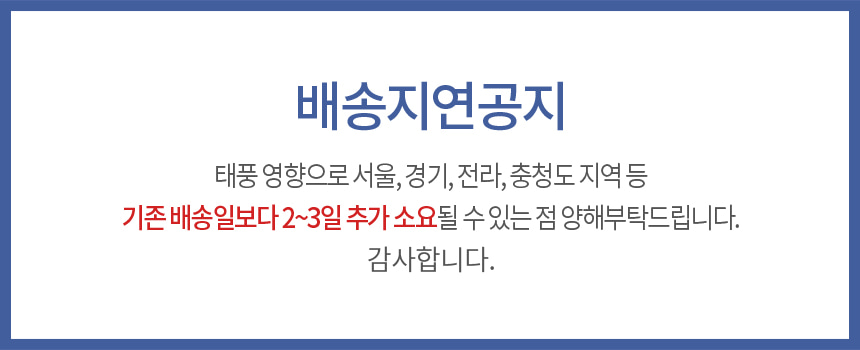 배송지연공지
태풍 영향으로 서울, 경기, 전라, 충청도 지역 등
기존 배송일보다 2~3일 추가 소요될 수 있는 점 양해부탁드립니다.
감사합니다.